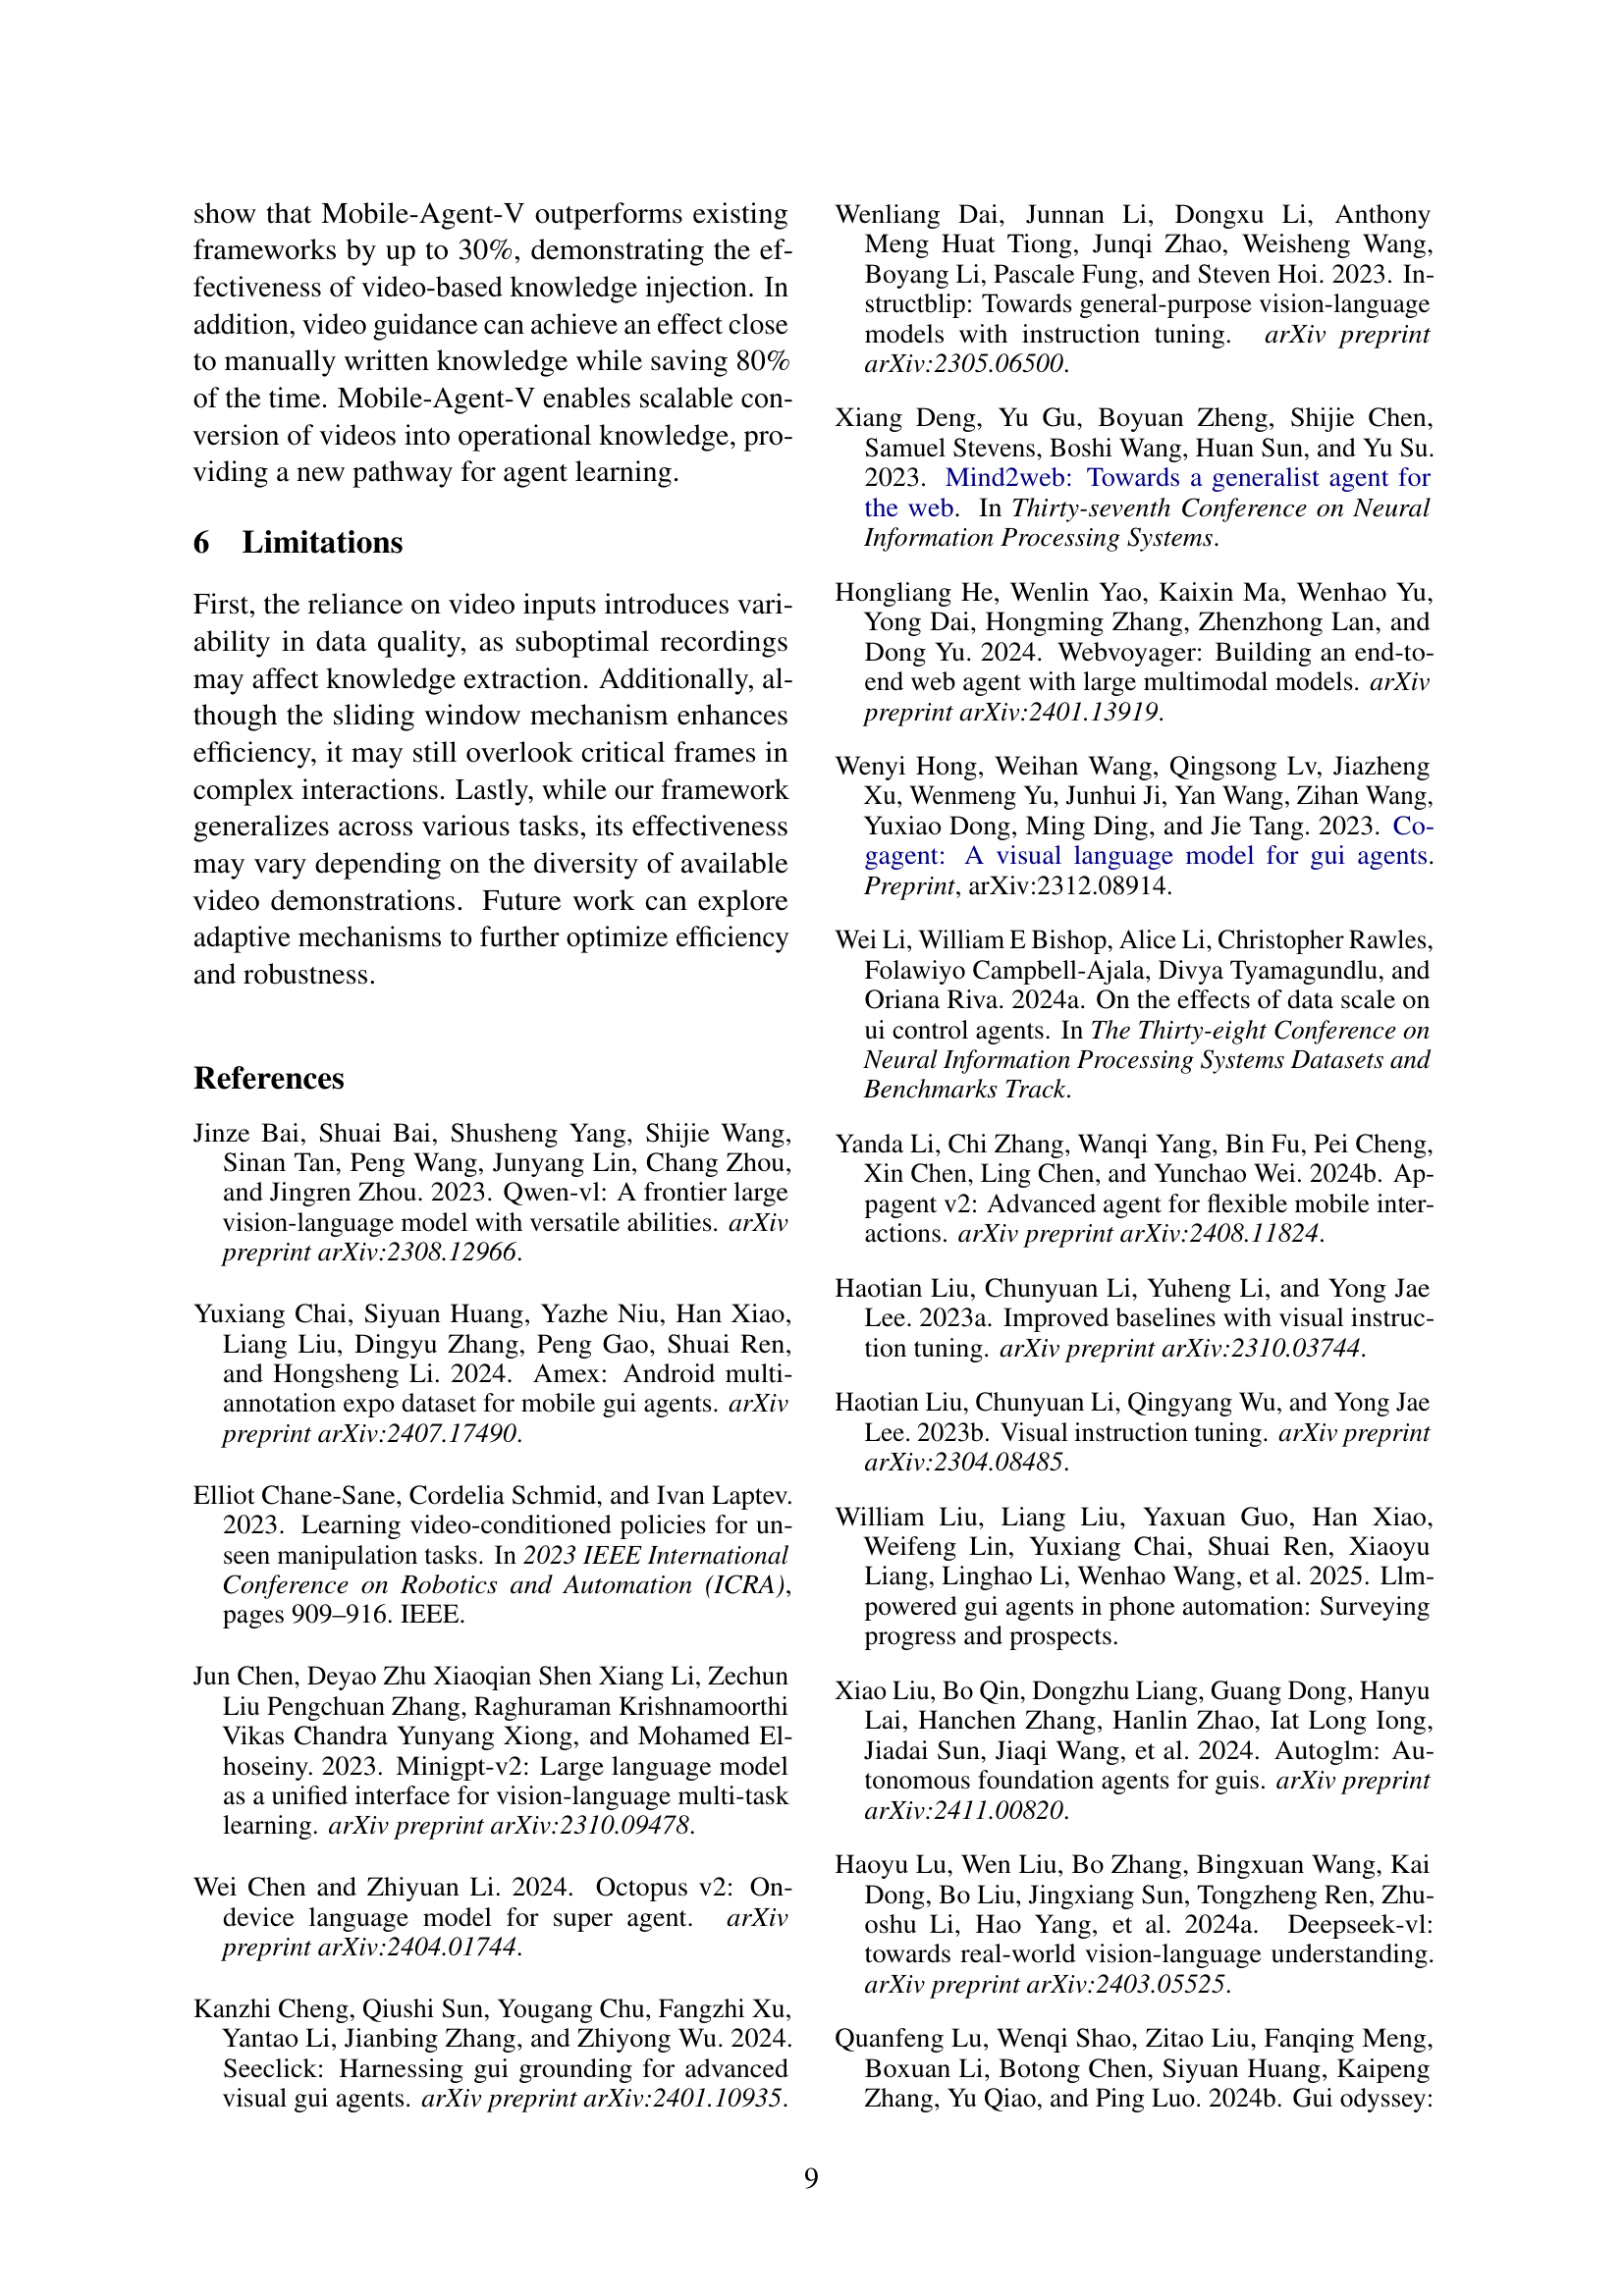 show that Mobile-Agent-V outperforms existing
frameworks by up to 30%, demonstrating the ef-
fectiveness of video-based knowledge injection. In
addition, video guidance can achieve an effect close
to manually written knowledge while saving 80%
of the time. Mobile-Agent-V enables scalable con-
version of videos into operational knowledge, pro-
viding a new pathway for agent learning.
6 Limitations
First, the reliance on video inputs introduces vari-
ability in data quality, as suboptimal recordings
may affect knowledge extraction. Additionally, al-
though the sliding window mechanism enhances
efficiency, it may still overlook critical frames in
complex interactions. Lastly, while our framework
generalizes across various tasks, its effectiveness
may vary depending on the diversity of available
video demonstrations. Future work can explore
adaptive mechanisms to further optimize efficiency
and robustness.
References
Jinze Bai, Shuai Bai, Shusheng Yang, Shijie Wang,
Sinan Tan, Peng Wang, Junyang Lin, Chang Zhou,
and Jingren Zhou. 2023. Qwen-vl: A frontier large
vision-language model with versatile abilities. arXiv
preprint arXiv:2308.12966.
Yuxiang Chai, Siyuan Huang, Yazhe Niu, Han Xiao,
Liang Liu, Dingyu Zhang, Peng Gao, Shuai Ren,
and Hongsheng Li. 2024. Amex: Android multi-
annotation expo dataset for mobile gui agents. arXiv
preprint arXiv:2407.17490.
Elliot Chane-Sane, Cordelia Schmid, and Ivan Laptev.
2023. Learning video-conditioned policies for un-
seen manipulation tasks. In 2023 IEEE International
Conference on Robotics and Automation (ICRA),
pages 909–916. IEEE.
Jun Chen, Deyao Zhu Xiaoqian Shen Xiang Li, Zechun
Liu Pengchuan Zhang, Raghuraman Krishnamoorthi
Vikas Chandra Yunyang Xiong, and Mohamed El-
hoseiny. 2023. Minigpt-v2: Large language model
as a unified interface for vision-language multi-task
learning. arXiv preprint arXiv:2310.09478.
Wei Chen and Zhiyuan Li. 2024. Octopus v2: On-
device language model for super agent. arXiv
preprint arXiv:2404.01744.
Kanzhi Cheng, Qiushi Sun, Yougang Chu, Fangzhi Xu,
Yantao Li, Jianbing Zhang, and Zhiyong Wu. 2024.
Seeclick: Harnessing gui grounding for advanced
visual gui agents. arXiv preprint arXiv:2401.10935.
Wenliang Dai, Junnan Li, Dongxu Li, Anthony
Meng Huat Tiong, Junqi Zhao, Weisheng Wang,
Boyang Li, Pascale Fung, and Steven Hoi. 2023. In-
structblip: Towards general-purpose vision-language
models with instruction tuning. arXiv preprint
arXiv:2305.06500.
Xiang Deng, Yu Gu, Boyuan Zheng, Shijie Chen,
Samuel Stevens, Boshi Wang, Huan Sun, and Yu Su.
2023. Mind2web: Towards a generalist agent for
the web. In Thirty-seventh Conference on Neural
Information Processing Systems.
Hongliang He, Wenlin Yao, Kaixin Ma, Wenhao Yu,
Yong Dai, Hongming Zhang, Zhenzhong Lan, and
Dong Yu. 2024. Webvoyager: Building an end-to-
end web agent with large multimodal models. arXiv
preprint arXiv:2401.13919.
Wenyi Hong, Weihan Wang, Qingsong Lv, Jiazheng
Xu, Wenmeng Yu, Junhui Ji, Yan Wang, Zihan Wang,
Yuxiao Dong, Ming Ding, and Jie Tang. 2023. Co-
gagent: A visual language model for gui agents.
Preprint, arXiv:2312.08914.
Wei Li, William E Bishop, Alice Li, Christopher Rawles,
Folawiyo Campbell-Ajala, Divya Tyamagundlu, and
Oriana Riva. 2024a. On the effects of data scale on
ui control agents. In The Thirty-eight Conference on
Neural Information Processing Systems Datasets and
Benchmarks Track.
Yanda Li, Chi Zhang, Wanqi Yang, Bin Fu, Pei Cheng,
Xin Chen, Ling Chen, and Yunchao Wei. 2024b. Ap-
pagent v2: Advanced agent for flexible mobile inter-
actions. arXiv preprint arXiv:2408.11824.
Haotian Liu, Chunyuan Li, Yuheng Li, and Yong Jae
Lee. 2023a. Improved baselines with visual instruc-
tion tuning. arXiv preprint arXiv:2310.03744.
Haotian Liu, Chunyuan Li, Qingyang Wu, and Yong Jae
Lee. 2023b. Visual instruction tuning. arXiv preprint
arXiv:2304.08485.
William Liu, Liang Liu, Yaxuan Guo, Han Xiao,
Weifeng Lin, Yuxiang Chai, Shuai Ren, Xiaoyu
Liang, Linghao Li, Wenhao Wang, et al. 2025. Llm-
powered gui agents in phone automation: Surveying
progress and prospects.
Xiao Liu, Bo Qin, Dongzhu Liang, Guang Dong, Hanyu
Lai, Hanchen Zhang, Hanlin Zhao, Iat Long Iong,
Jiadai Sun, Jiaqi Wang, et al. 2024. Autoglm: Au-
tonomous foundation agents for guis. arXiv preprint
arXiv:2411.00820.
Haoyu Lu, Wen Liu, Bo Zhang, Bingxuan Wang, Kai
Dong, Bo Liu, Jingxiang Sun, Tongzheng Ren, Zhu-
oshu Li, Hao Yang, et al. 2024a. Deepseek-vl:
towards real-world vision-language understanding.
arXiv preprint arXiv:2403.05525.
Quanfeng Lu, Wenqi Shao, Zitao Liu, Fanqing Meng,
Boxuan Li, Botong Chen, Siyuan Huang, Kaipeng
Zhang, Yu Qiao, and Ping Luo. 2024b. Gui odyssey:
9